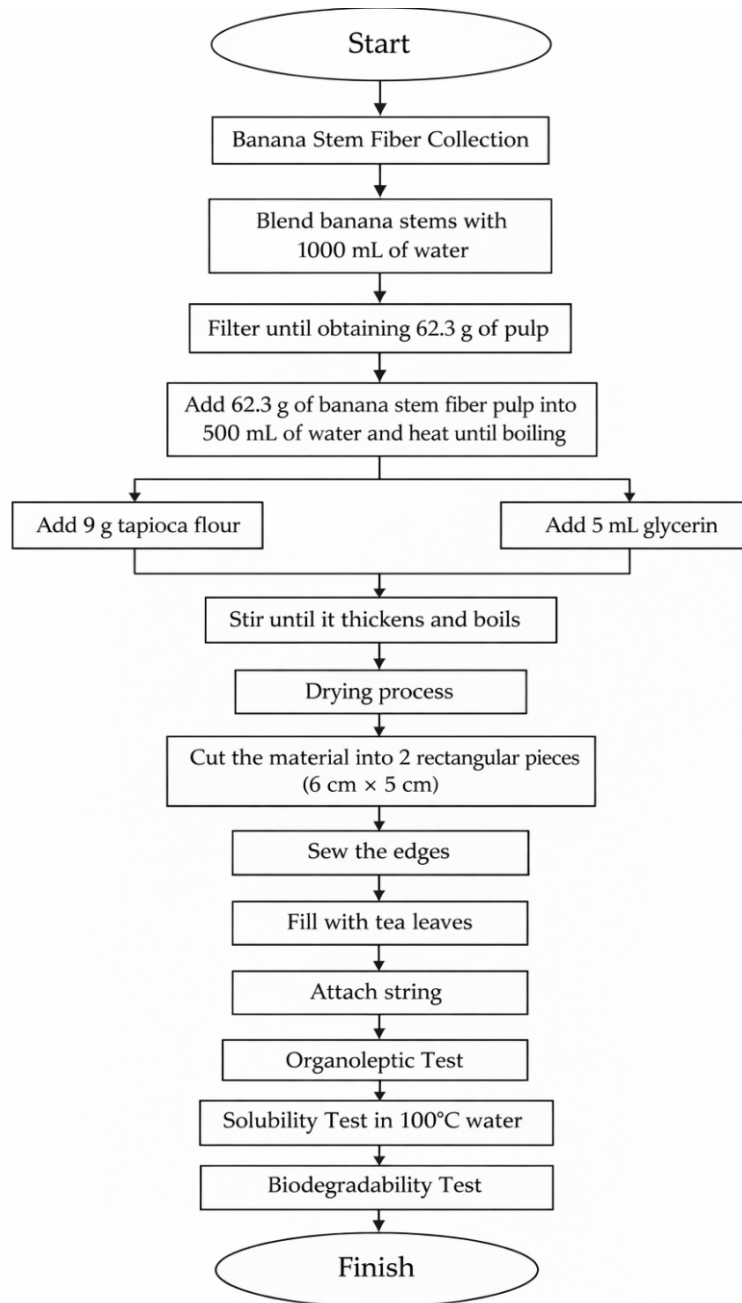 Start
Banana Stem Fiber Collection
Blend banana stems with
1000 mL of water
Filter until obtaining 62.3 g of pulp
Add 62.3 g of banana stem fiber pulp into
500 mL of water and heat until boiling
Add 9 g tapioca flour
Add 5 mL glycerin
Stir until it thickens and boils
Drying process
Cut the material into 2 rectangular pieces
(6 cm × 5 cm)
Sew the edges
Fill with tea leaves
Attach string
Organoleptic Test
Solubility Test in 100°C water
Biodegradability Test
Finish